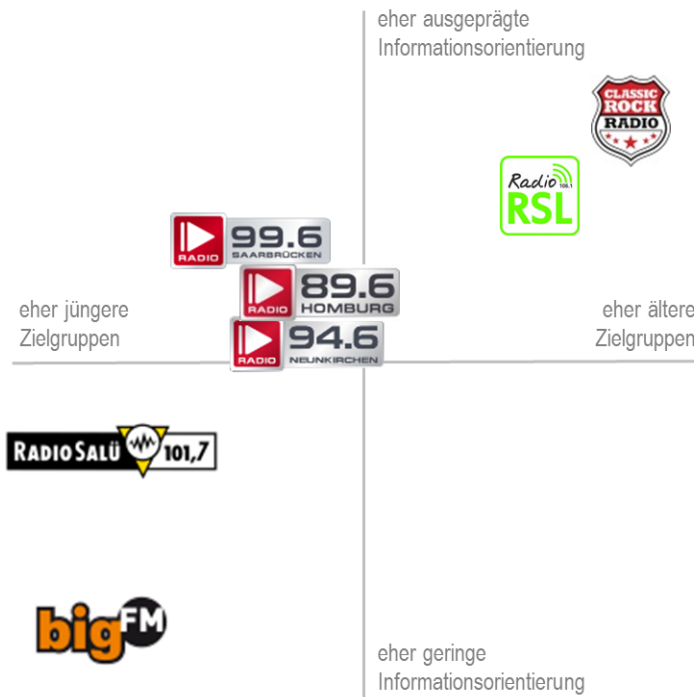 eher ausgeprägte
Informationsorientierung
CLASSIC
ROCK
RADIO
Radio 106.1
RSL
99.6
RADIO SAARBRÜCKEN
89.6
RADIO HOMBURG
eher jüngere
Zielgruppen
eher ältere
Zielgruppen
94.6
RADIO NEUNKIRCHEN
RADIO SALÜ 101,7
bigFM
eher geringe
Informationsorientierung